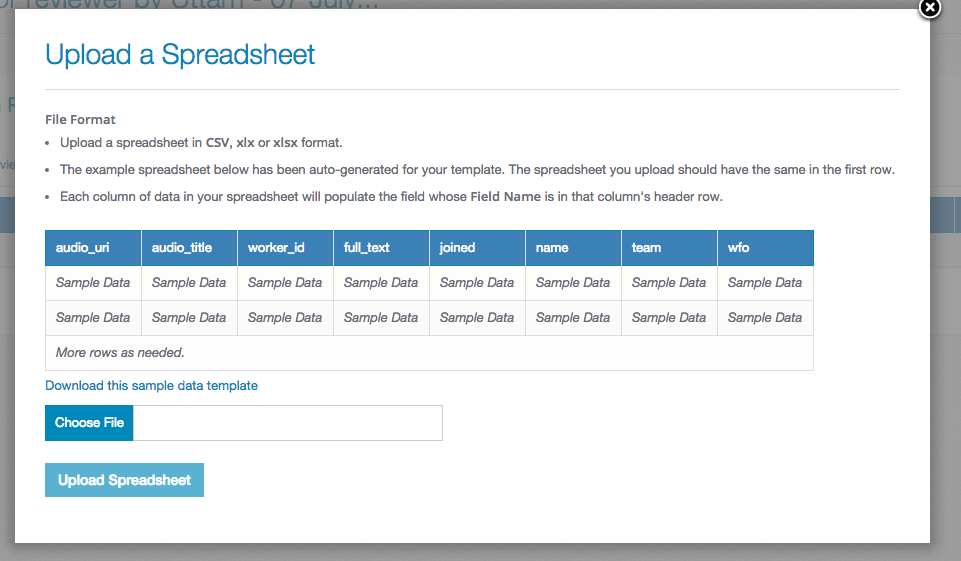 or reviewer by Uttam - 07 July...
Upload a Spreadsheet
File Format
• Upload a spreadsheet in CSV, xlx or xlsx format.
• The example spreadsheet below has been auto-generated for your template. The spreadsheet you upload should have the same in the first row.
• Each column of data in your spreadsheet will populate the field whose Field Name is in that column's header row.
audio_uri audio_title worker_id full_text joined name team wfo
Sample Data Sample Data Sample Data Sample Data Sample Data Sample Data Sample Data Sample Data
Sample Data Sample Data Sample Data Sample Data Sample Data Sample Data Sample Data Sample Data
More rows as needed.
Download this sample data template
Choose File
Upload Spreadsheet